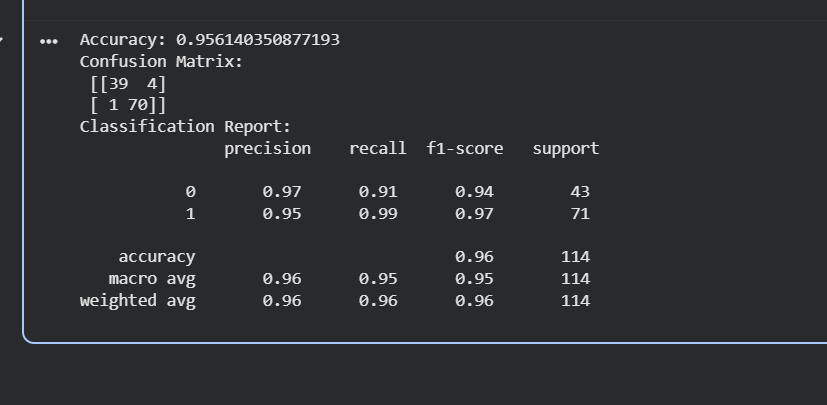 Accuracy: 0.956140350877193
Confusion Matrix:
[[39  4]
[ 1 70]]
Classification Report:
precision recall f1-score support
0 0.97 0.91 0.94 43
1 0.95 0.99 0.97 71
accuracy 0.96 114
macro avg 0.96 0.95 0.95 114
weighted avg 0.96 0.96 0.96 114